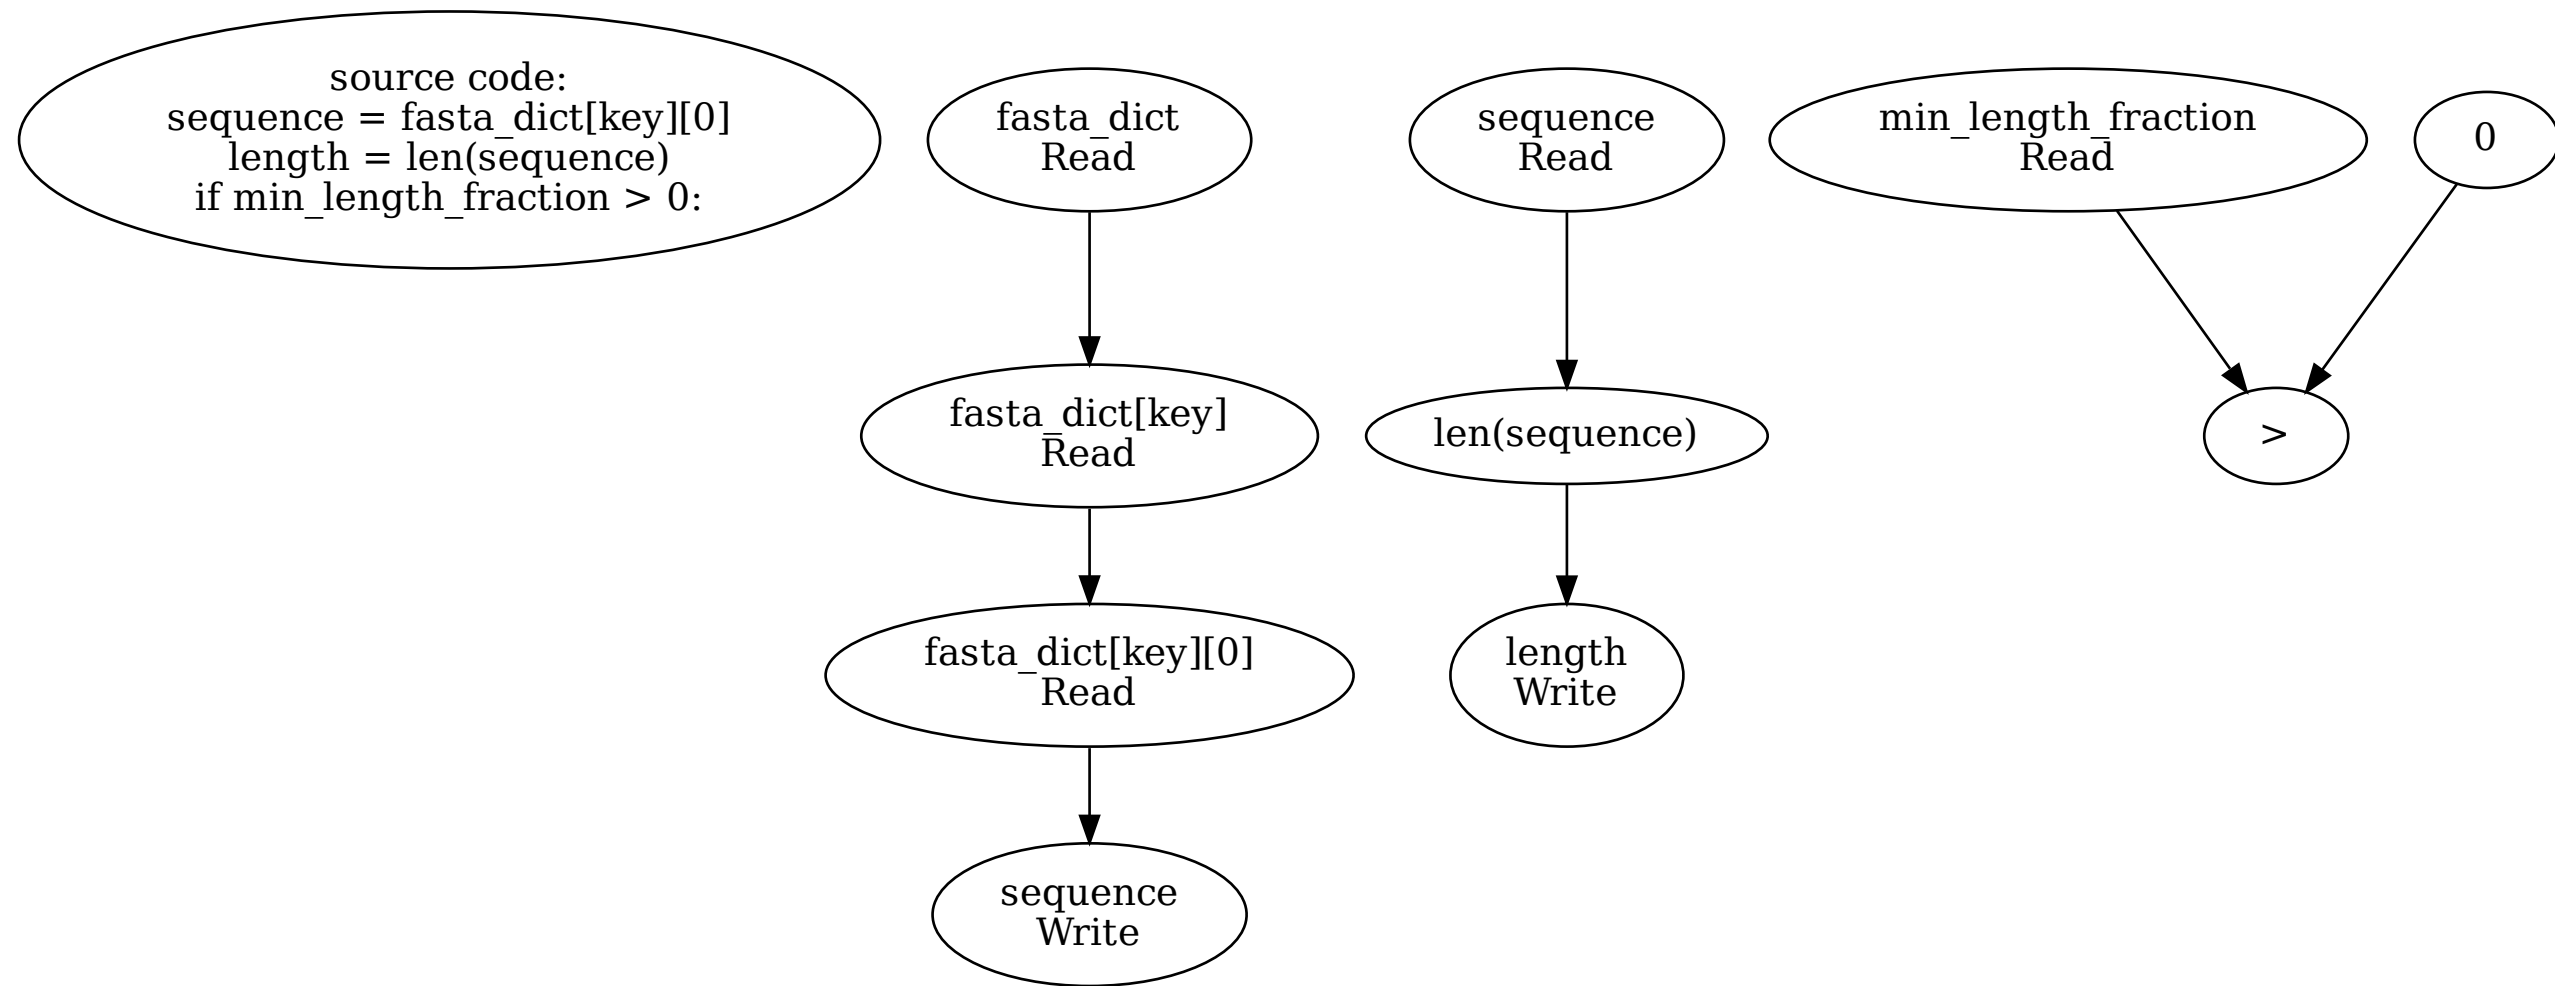 source code:
sequence = fasta_dict[key][0]
length = len(sequence)
if min_length_fraction > 0:
fasta_dict
Read
sequence
Read
min_length_fraction
Read
0
fasta_dict[key]
Read
len(sequence)
>
fasta_dict[key][0]
Read
length
Write
sequence
Write